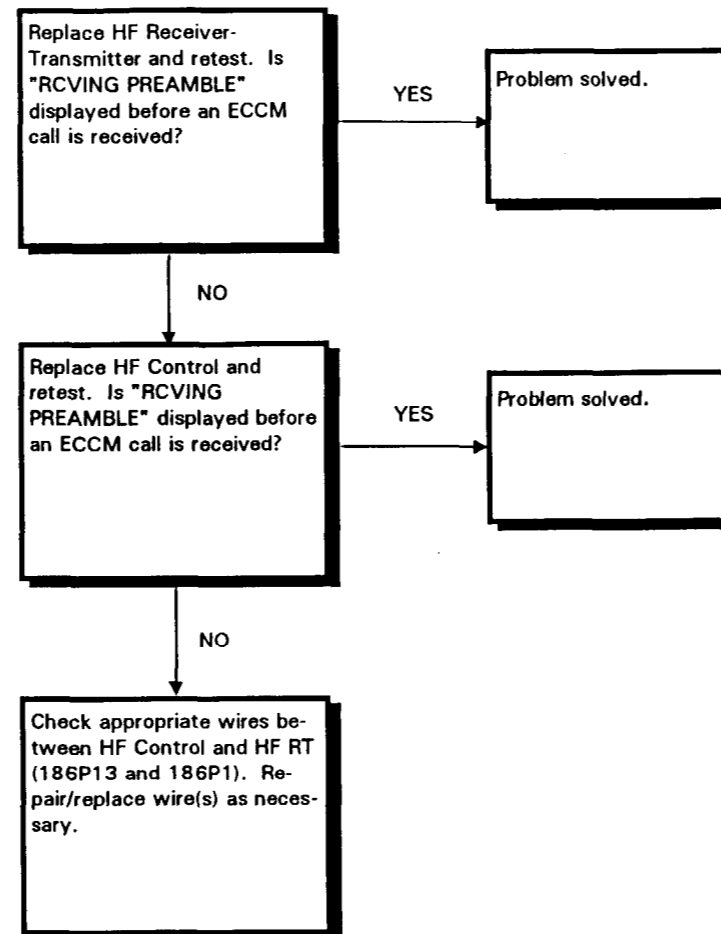 Replace HF Receiver-
Transmitter and retest. Is
"RCVING PREAMBLE"
displayed before an ECCM
call is received?
YES
Problem solved.
NO
Replace HF Control and
retest. Is "RCVING
PREAMBLE" displayed before
an ECCM call is received?
YES
Problem solved.
NO
Check appropriate wires be-
tween HF Control and HF RT
(186P13 and 186P1). Re-
pair/replace wire(s) as neces-
sary.